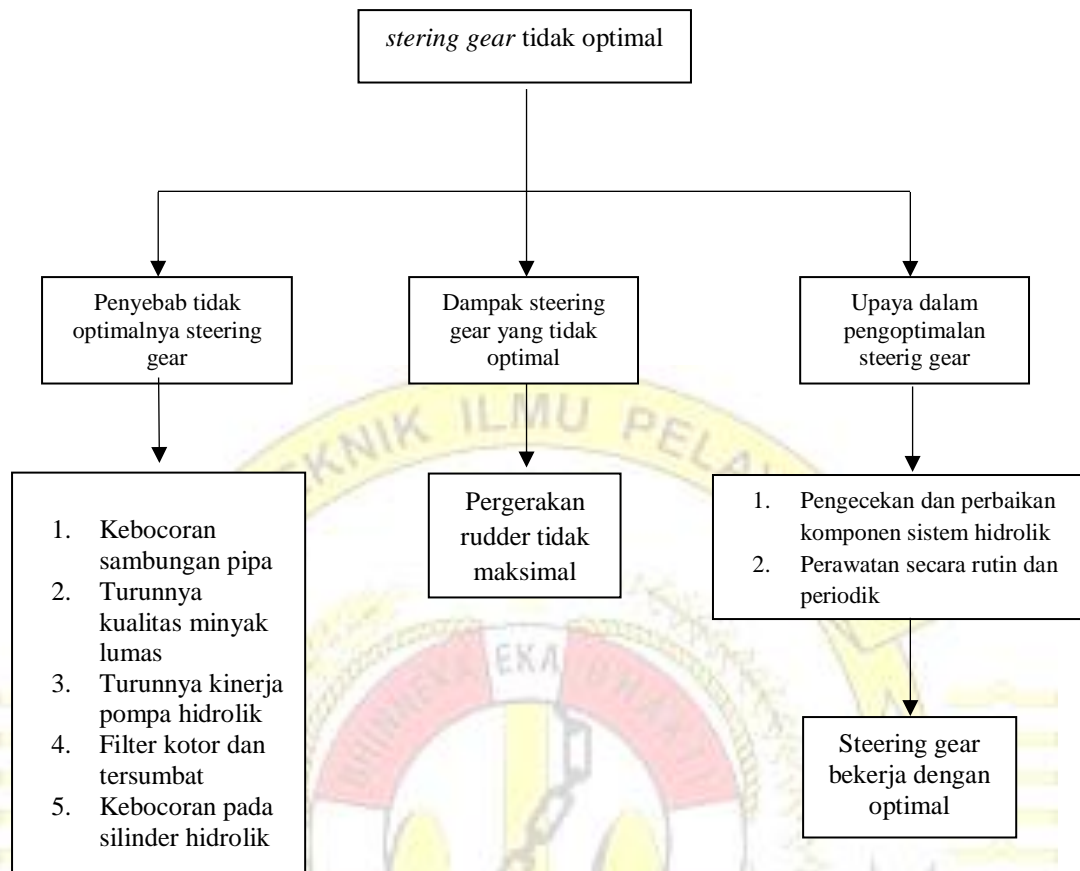 stering gear tidak optimal
Penyebab tidak
optimalnya steering
gear
Dampak steering
gear yang tidak
optimal
Upaya dalam
pengoptimalan
steerig gear
1. Kebocoran
sambungan pipa
2. Turunnya
kualitas minyak
lumas
3. Turunnya kinerja
pompa hidrolik
4. Filter kotor dan
tersumbat
5. Kebocoran pada
silinder hidrolik
Pergerakan
rudder tidak
maksimal
1. Pengecekan dan perbaikan
komponen sistem hidrolik
2. Perawatan secara rutin dan
periodik
Steering gear
bekerja dengan
optimal
ILMU
EKA